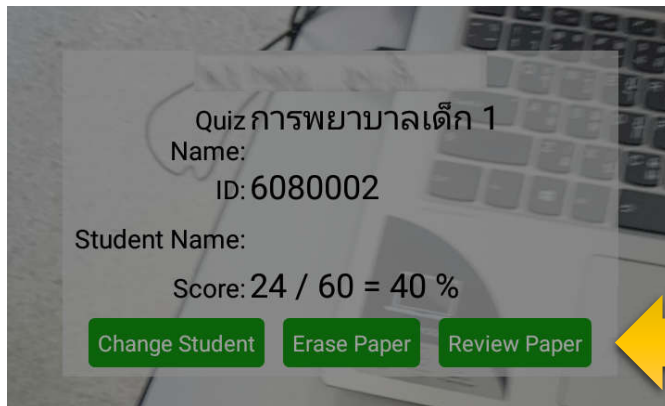 Quiz Name: การพยาบาลเด็ก 1
ID: 6080002
Student Name:
Score: 24 / 60 = 40 %
Change Student Erase Paper Review Paper